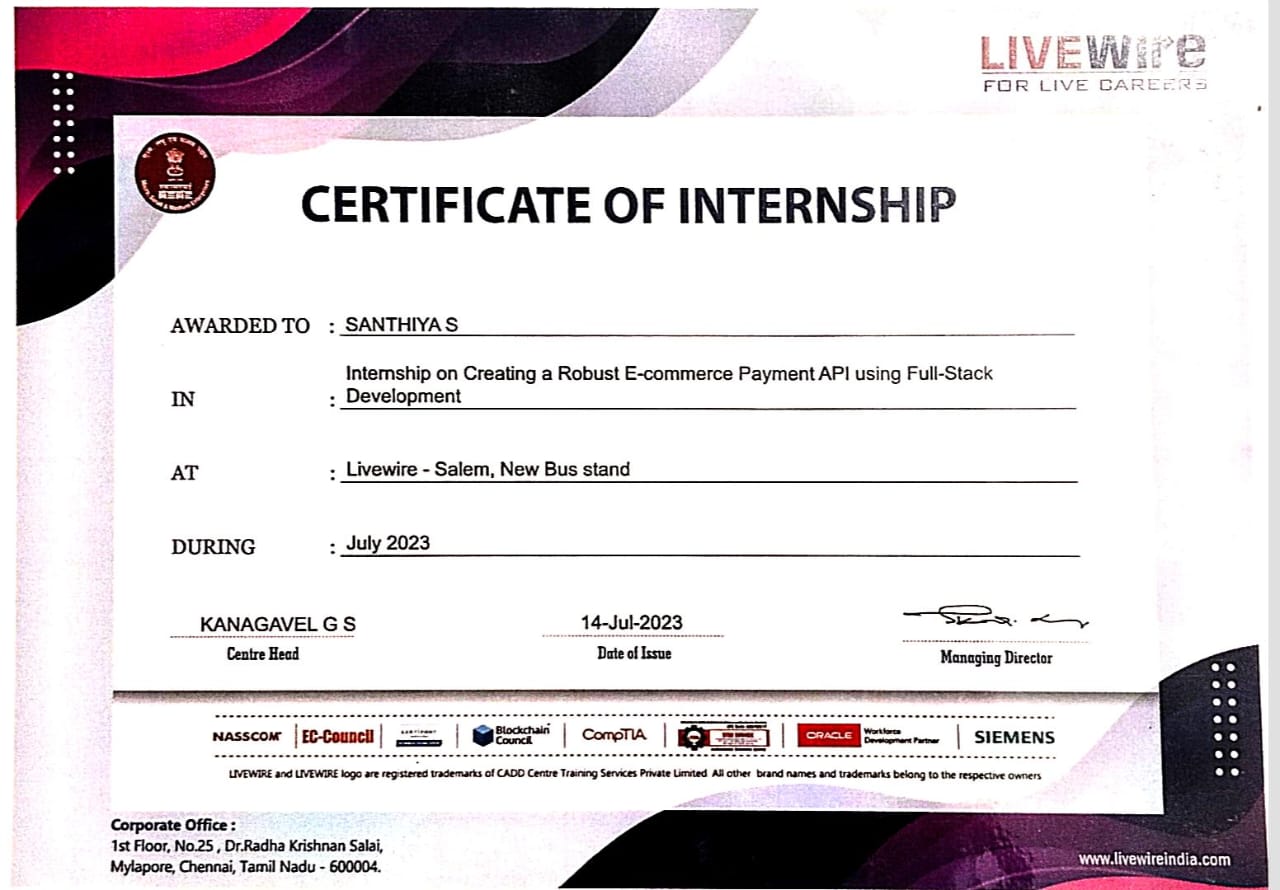 LIVEWIRE
FOR LIVE CAREERS
CERTIFICATE OF INTERNSHIP
AWARDED TO : SANTHIYA S
Internship on Creating a Robust E-commerce Payment API using Full-Stack
IN : Development
AT : Livewire - Salem, New Bus stand
DURING : July 2023
KANAGAVEL G S 14-Jul-2023
Centre Head Date of Issue Managing Director
NASSCOM EC-Council Blockchain Council CompTIA ORACLE Workforce Development Partner SIEMENS
LIVEWIRE and LIVEWIRE logo are registered trademarks of CADD Centre Training Services Private Limited All other brand names and trademarks belong to the respective owners
Corporate Office :
1st Floor, No.25 , Dr.Radha Krishnan Salai,
Mylapore, Chennai, Tamil Nadu - 600004.
www.livewireindia.com